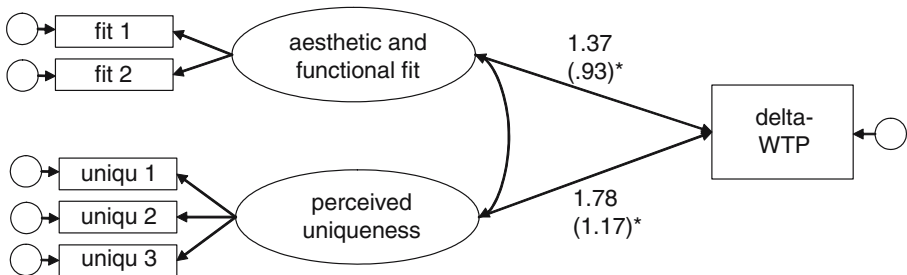 fit 1
fit 2
aesthetic and
functional fit
1.37
(.93)*
delta-
WTP
uniqu 1
uniqu 2
uniqu 3
perceived
uniqueness
1.78
(1.17)*